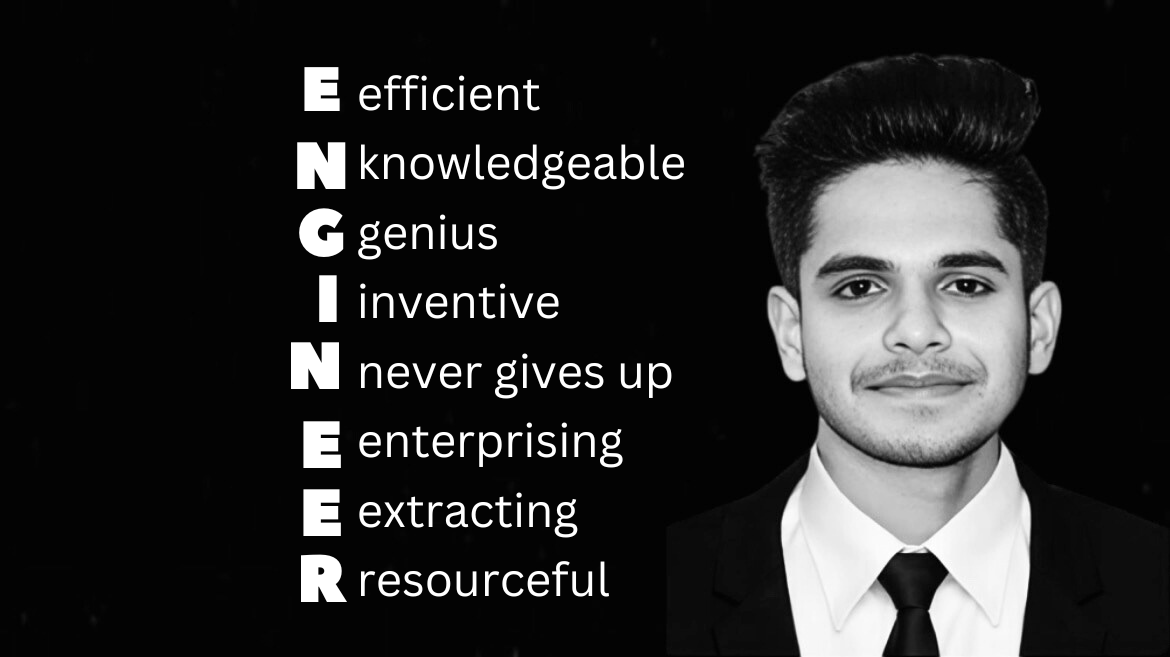 E efficient
N knowledgeable
G genius
I inventive
N never gives up
E enterprising
E extracting
R resourceful